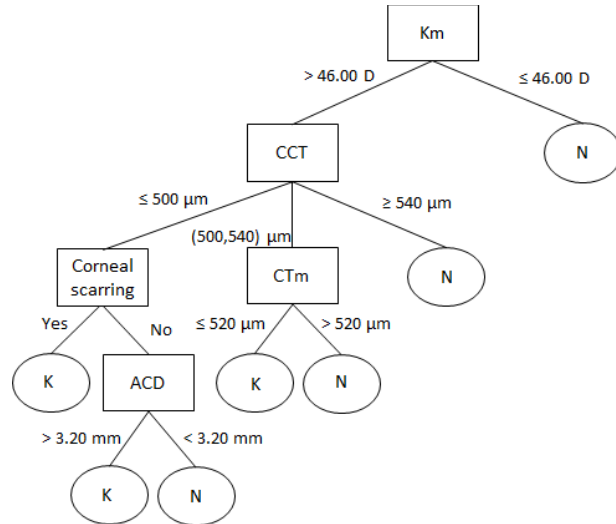 Km
> 46.00 D
≤ 46.00 D
CCT
N
≤ 500 µm
(500,540) µm
≥ 540 µm
Corneal
scarring
CTm
N
Yes
No
≤ 520 µm
> 520 µm
K
ACD
K
N
> 3.20 mm
< 3.20 mm
K
N